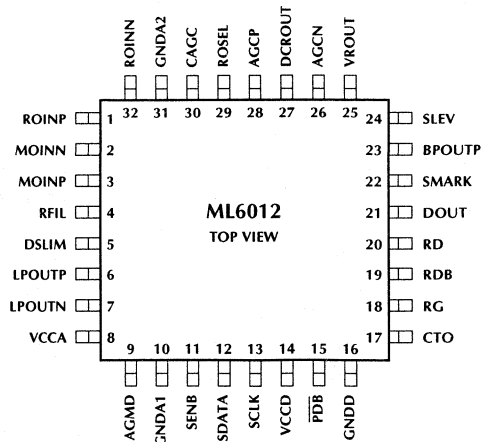 ROINN GNDA2 CAGC ROSEL AGCP DCROUT AGCN VROUT
32 31 30 29 28 27 26 25
ROINP 1 24 SLEV
MOINN 2 23 BPOUTP
MOINP 3 22 SMARK
RFIL 4 21 DOUT
ML6012
TOP VIEW
DSLIM 5 20 RD
LPOUTP 6 19 RDB
LPOUTN 7 18 RG
VCCA 8 17 CTO
9 10 11 12 13 14 15 16
AGMD GNDA1 SENB SDATA SCLK VCCD PDB GNDD